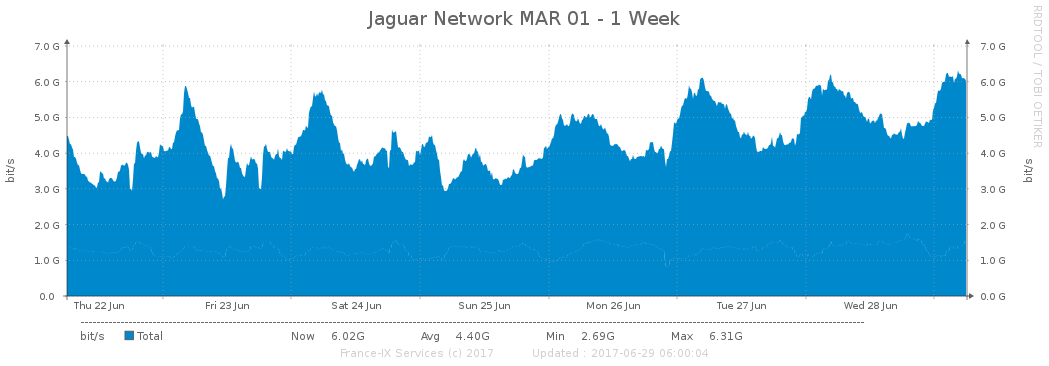 Jaguar Network MAR 01 - 1 Week
RRDTOOL / TOBI OETIKER
bit/s
7.0 G 7.0 G
6.0 G 6.0 G
5.0 G 5.0 G
4.0 G 4.0 G
3.0 G 3.0 G
2.0 G 2.0 G
1.0 G 1.0 G
0.0 0.0 G
bit/s
Thu 22 Jun Fri 23 Jun Sat 24 Jun Sun 25 Jun Mon 26 Jun Tue 27 Jun Wed 28 Jun
bit/s Total Now 6.02G Avg 4.40G Min 2.69G Max 6.31G
France-IX Services (c) 2017 Updated : 2017-06-29 06:00:04